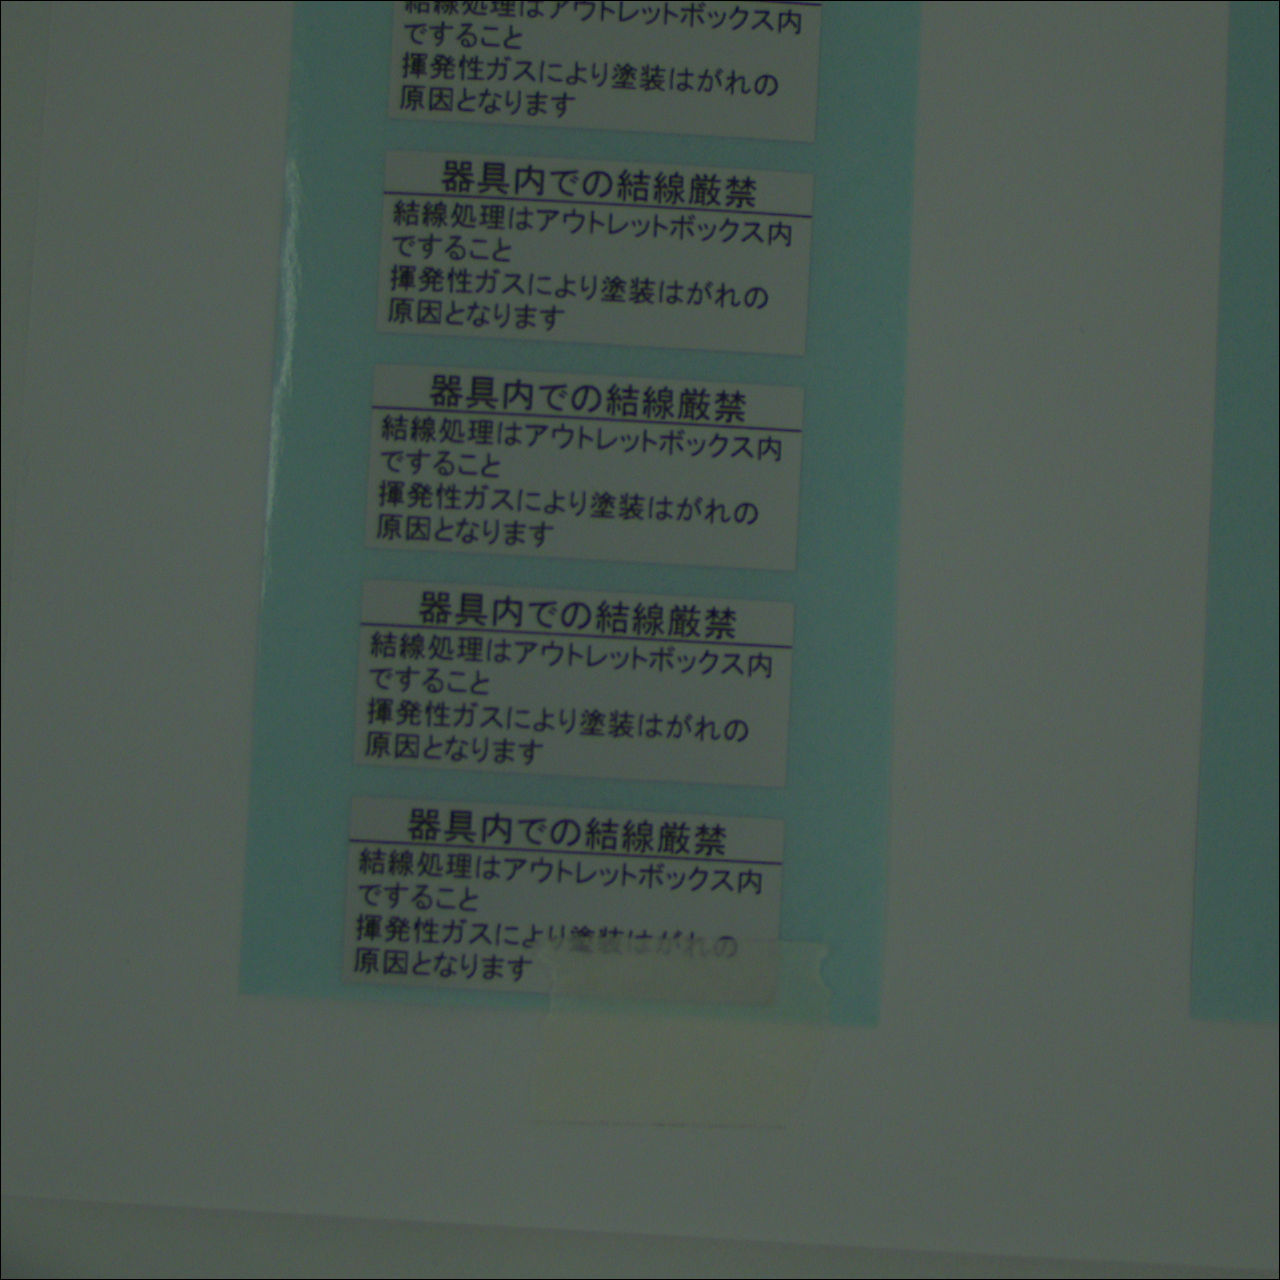 結線処理はアウトレットボックス内
ですること
揮発性ガスにより塗装はがれの
原因となります
器具内での結線厳禁
結線処理はアウトレットボックス内
ですること
揮発性ガスにより塗装はがれの
原因となります
器具内での結線厳禁
結線処理はアウトレットボックス内
ですること
揮発性ガスにより塗装はがれの
原因となります
器具内での結線厳禁
結線処理はアウトレットボックス内
ですること
揮発性ガスにより塗装はがれの
原因となります
器具内での結線厳禁
結線処理はアウトレットボックス内
ですること
揮発性ガスにより塗装はがれの
原因となります